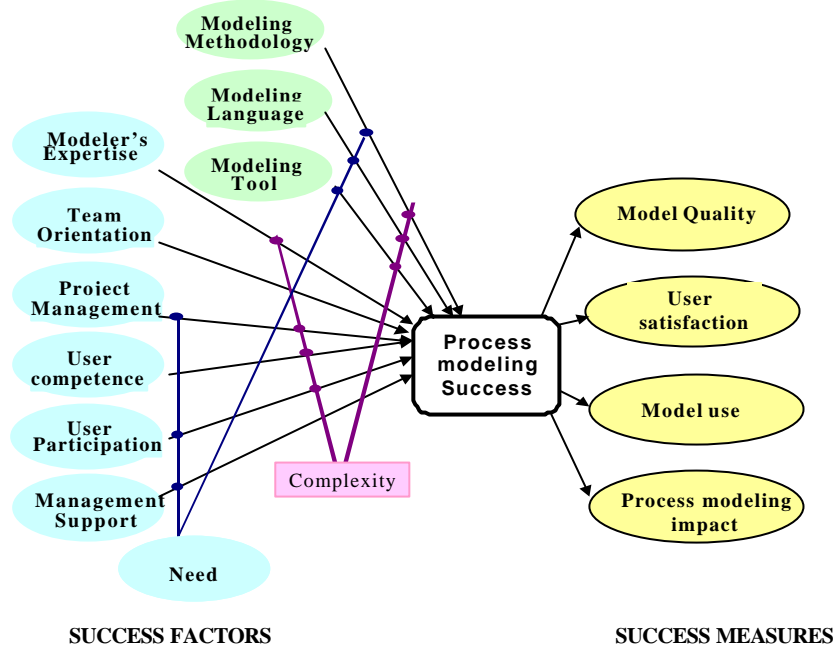 Modeling
Methodology
Modeling
Language
Modeling
Tool
Modeler's
Expertise
Team
Orientation
Project
Management
User
competence
User
Participation
Management
Support
Need
Complexity
Process
modeling
Success
Model Quality
User
satisfaction
Model use
Process modeling
impact
SUCCESS FACTORS
SUCCESS MEASURES